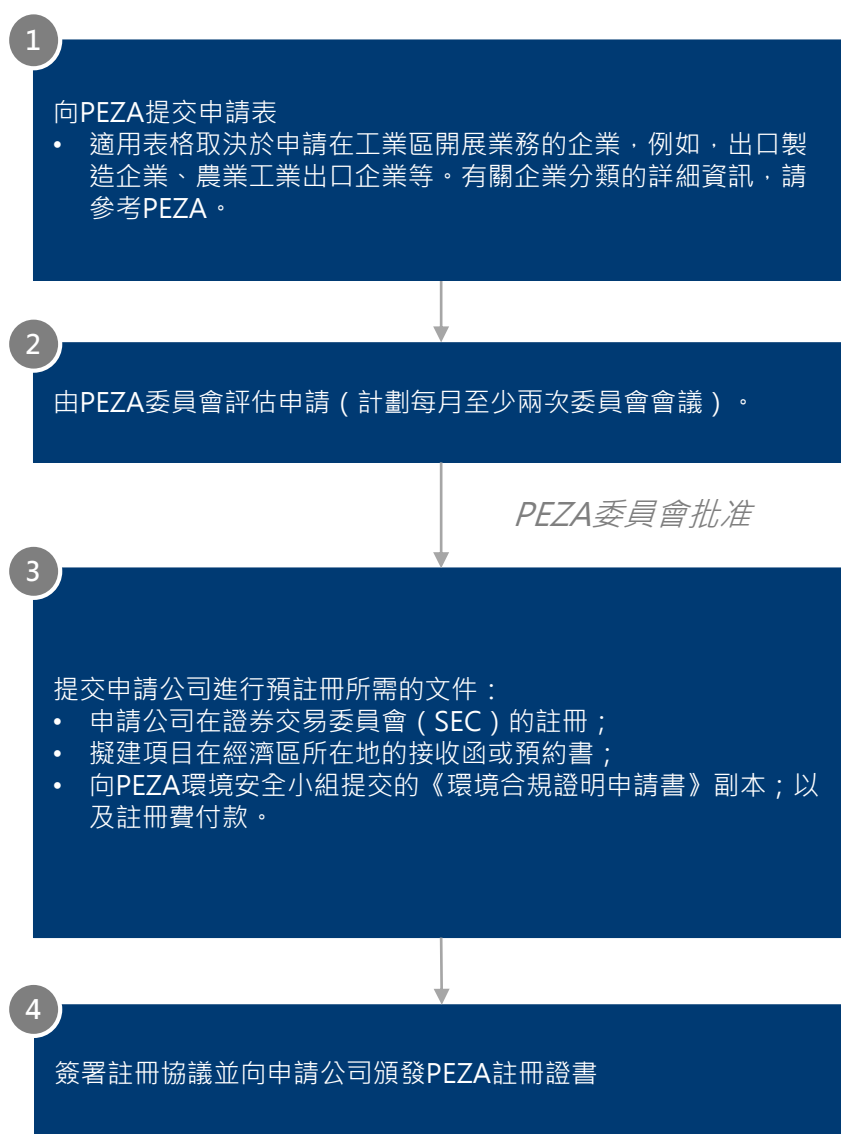 1
向PEZA提交申請表
• 適用表格取決於申請在工業區開展業務的企業，例如，出口製
造企業、農業工業出口企業等。有關企業分類的詳細資訊，請
參考PEZA。
2
由PEZA委員會評估申請（計劃每月至少兩次委員會會議）。
PEZA委員會批准
3
提交申請公司進行預註冊所需的文件：
• 申請公司在證券交易委員會（SEC）的註冊；
• 擬建項目在經濟區所在地的接收函或預約書；
• 向PEZA環境安全小組提交的《環境合規證明申請書》副本；以
及註冊費付款。
4
簽署註冊協議並向申請公司頒發PEZA註冊證書